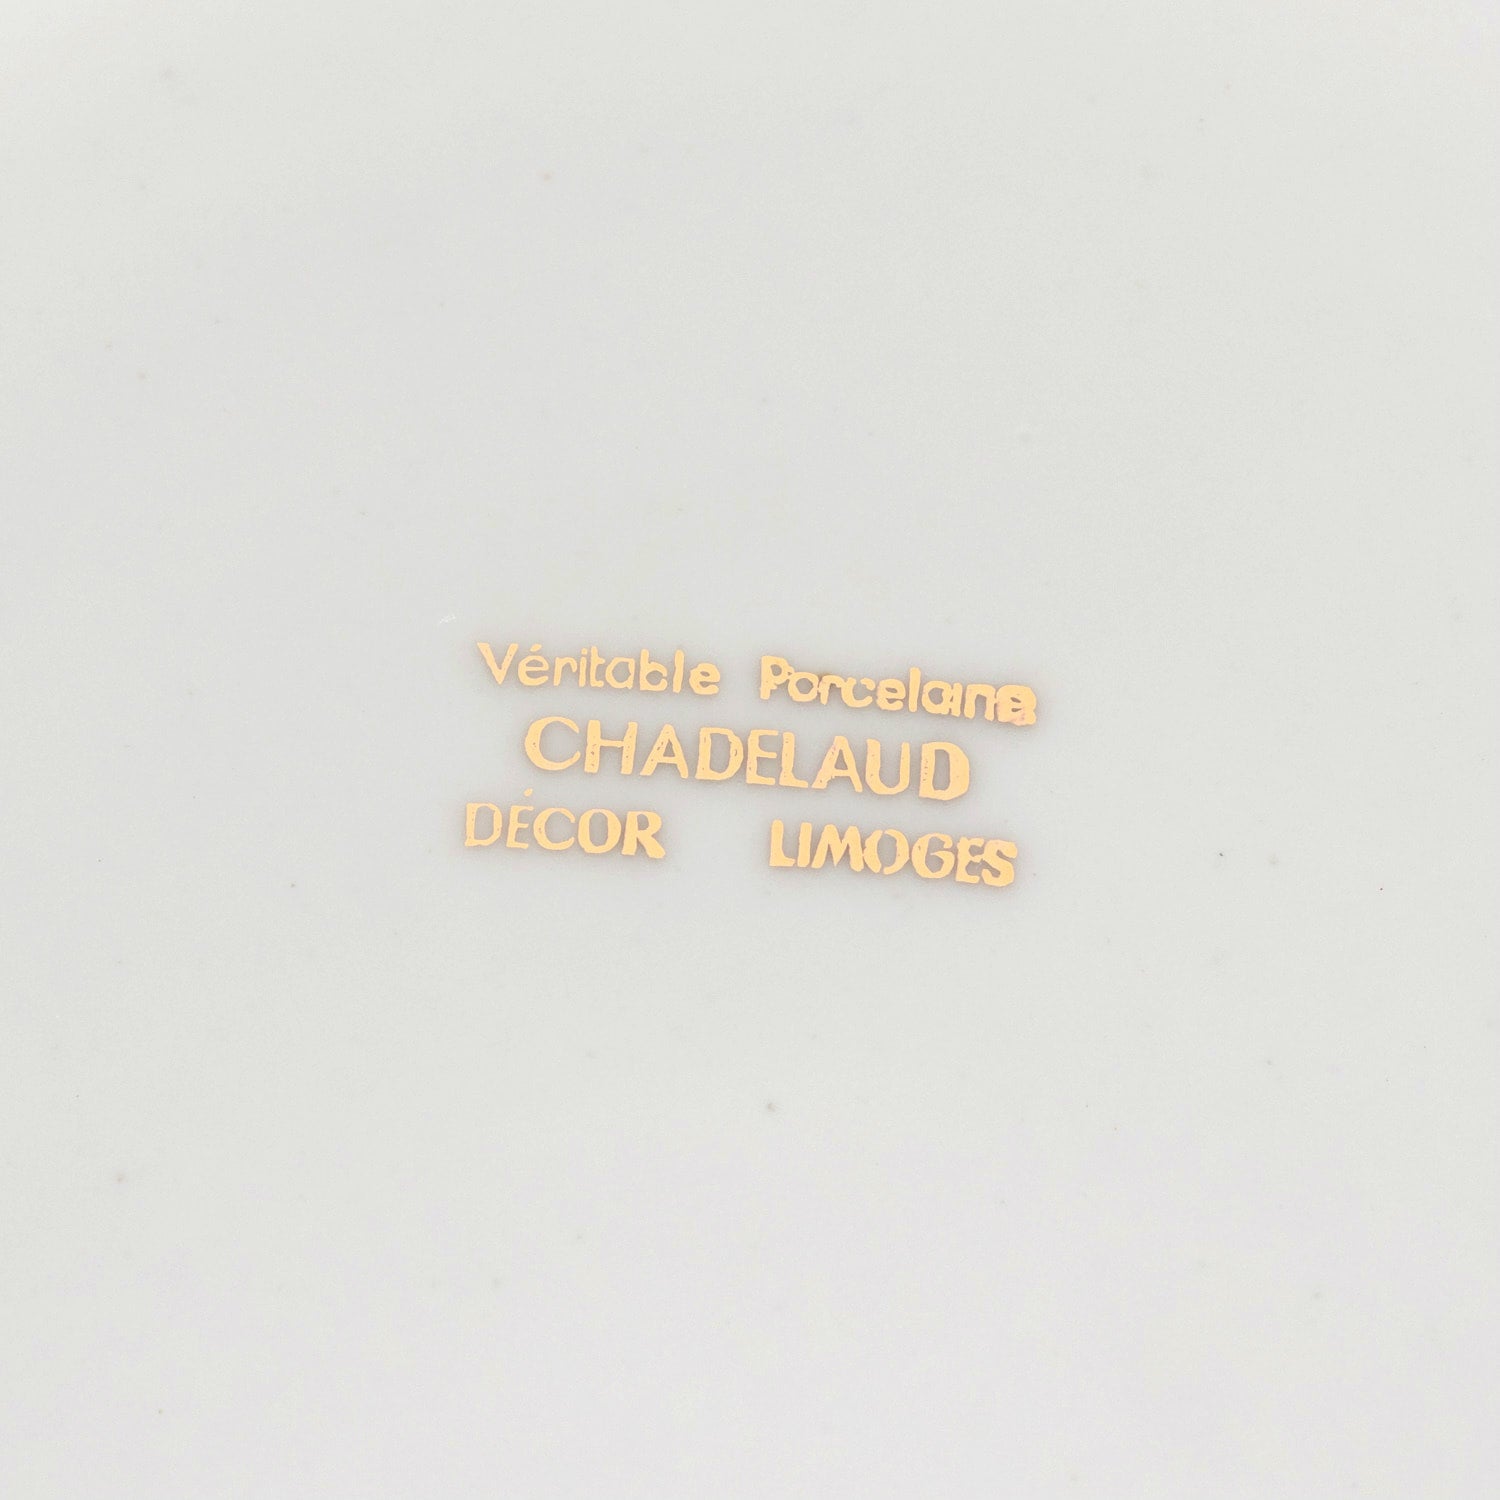 Véritable Porcelaine
CHADELAUD
DÉCOR LIMOGES